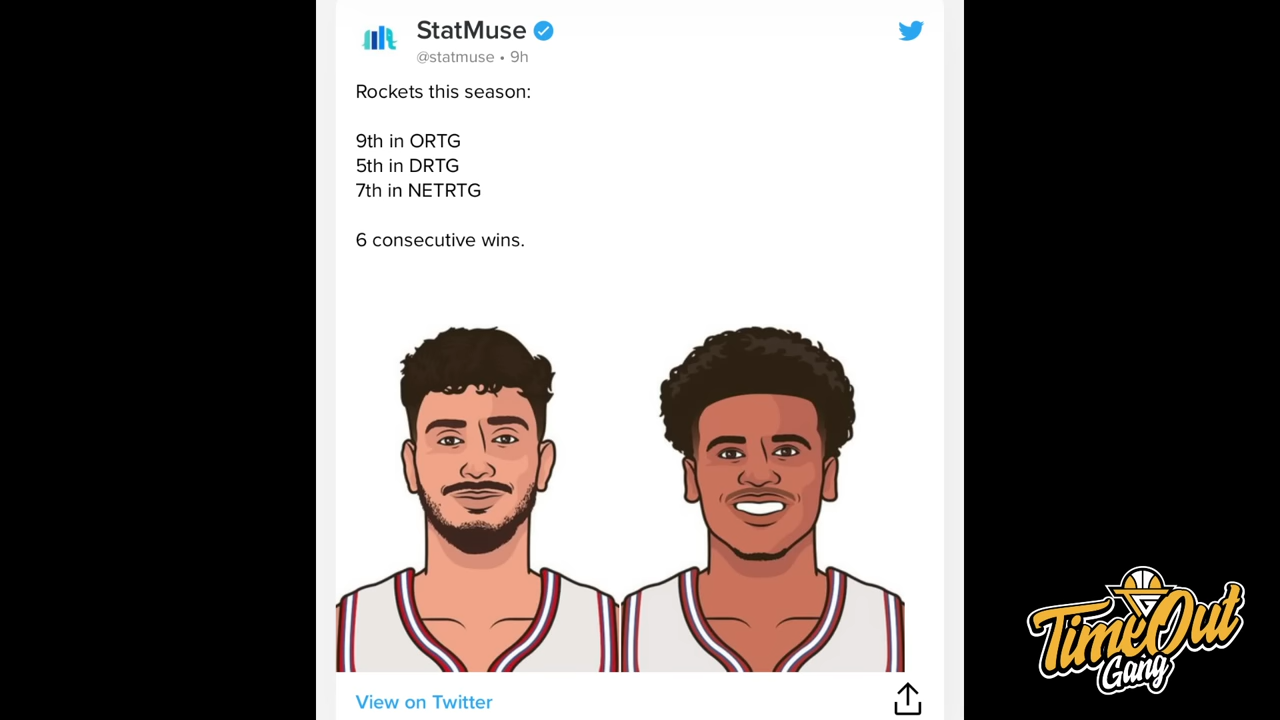 StatMuse
@statmuse • 9h
Rockets this season:
9th in ORTG
5th in DRTG
7th in NETRTG
6 consecutive wins.
View on Twitter
TimeOut
Gang